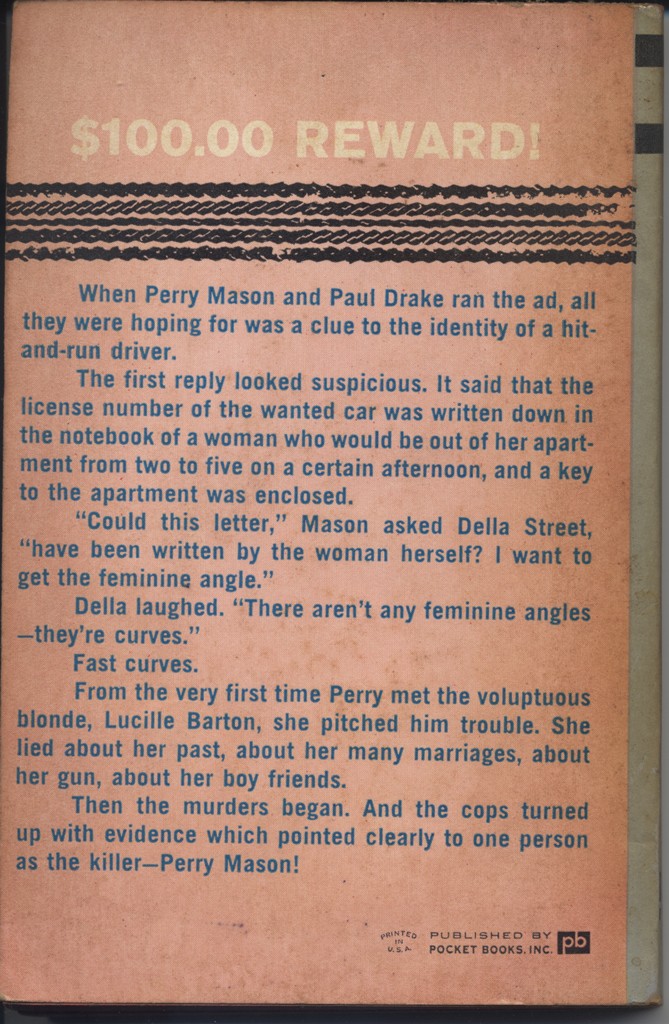 $100.00 REWARD!
When Perry Mason and Paul Drake ran the ad, all
they were hoping for was a clue to the identity of a hit-
and-run driver.
The first reply looked suspicious. It said that the
license number of the wanted car was written down in
the notebook of a woman who would be out of her apart-
ment from two to five on a certain afternoon, and a key
to the apartment was enclosed.
"Could this letter," Mason asked Della Street,
"have been written by the woman herself? I want to
get the feminine angle."
Della laughed. "There aren't any feminine angles
—they're curves."
Fast curves.
From the very first time Perry met the voluptuous
blonde, Lucille Barton, she pitched him trouble. She
lied about her past, about her many marriages, about
her gun, about her boy friends.
Then the murders began. And the cops turned
up with evidence which pointed clearly to one person
as the killer—Perry Mason!
PRINTED
IN
U.S.A.
PUBLISHED BY
POCKET BOOKS, INC.
pb